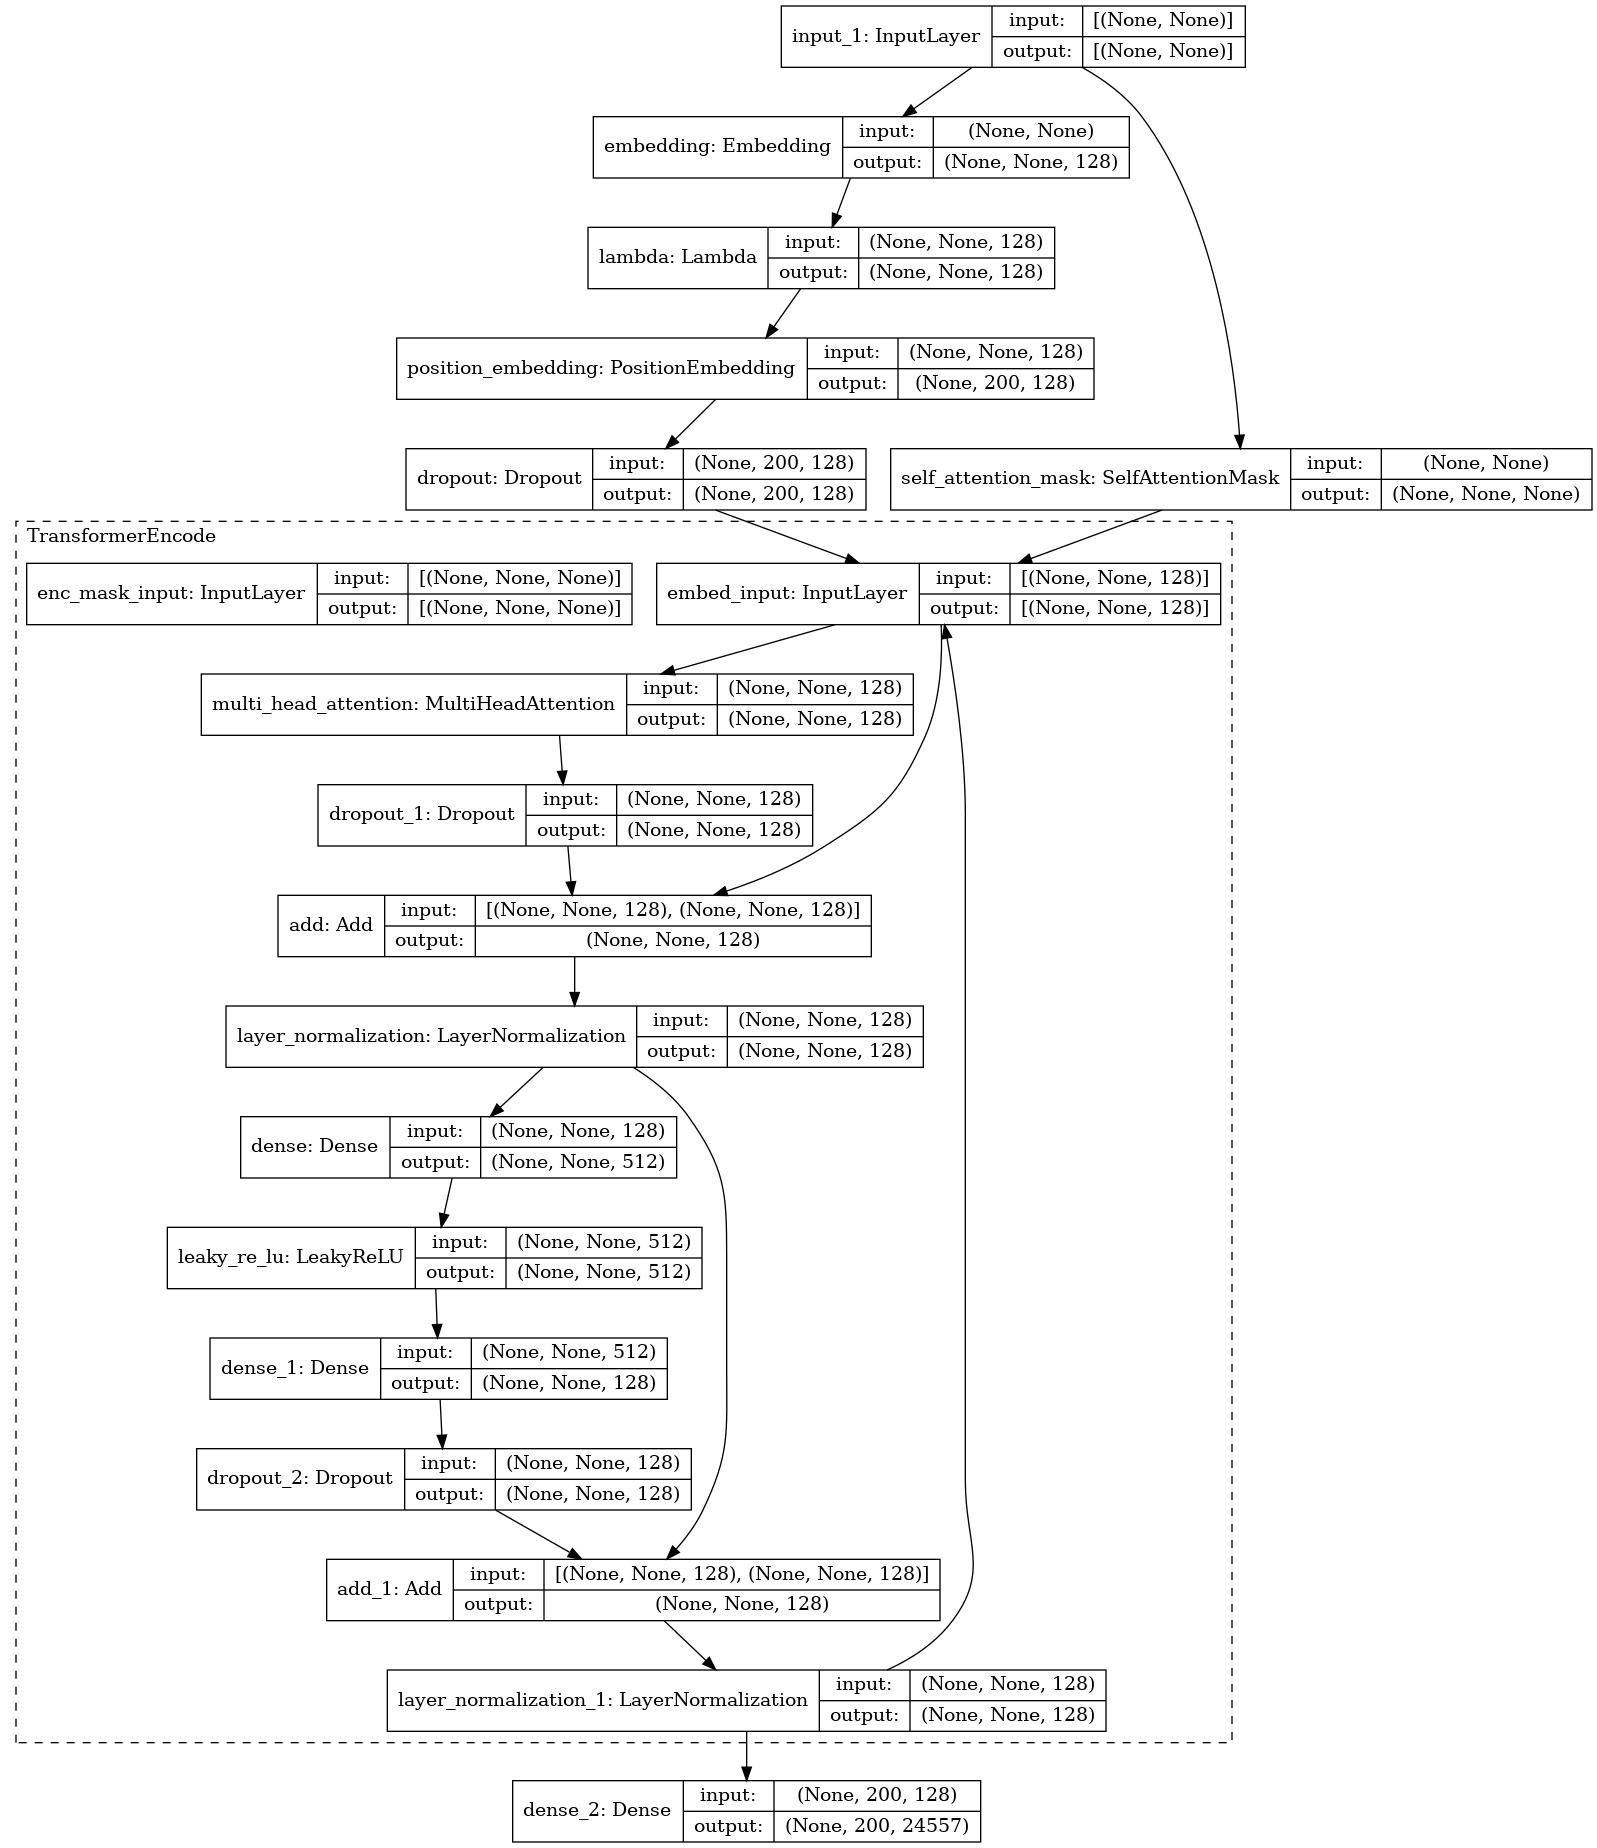 input_1: InputLayer
input: [(None, None)]
output: [(None, None)]
embedding: Embedding
input: (None, None)
output: (None, None, 128)
lambda: Lambda
input: (None, None, 128)
output: (None, None, 128)
position_embedding: PositionEmbedding
input: (None, None, 128)
output: (None, 200, 128)
dropout: Dropout
input: (None, 200, 128)
output: (None, 200, 128)
self_attention_mask: SelfAttentionMask
input: (None, None)
output: (None, None, None)
TransformerEncode
enc_mask_input: InputLayer
input: [(None, None, None)]
output: [(None, None, None)]
embed_input: InputLayer
input: [(None, None, 128)]
output: [(None, None, 128)]
multi_head_attention: MultiHeadAttention
input: (None, None, 128)
output: (None, None, 128)
dropout_1: Dropout
input: (None, None, 128)
output: (None, None, 128)
add: Add
input: [(None, None, 128), (None, None, 128)]
output: (None, None, 128)
layer_normalization: LayerNormalization
input: (None, None, 128)
output: (None, None, 128)
dense: Dense
input: (None, None, 128)
output: (None, None, 512)
leaky_re_lu: LeakyReLU
input: (None, None, 512)
output: (None, None, 512)
dense_1: Dense
input: (None, None, 512)
output: (None, None, 128)
dropout_2: Dropout
input: (None, None, 128)
output: (None, None, 128)
add_1: Add
input: [(None, None, 128), (None, None, 128)]
output: (None, None, 128)
layer_normalization_1: LayerNormalization
input: (None, None, 128)
output: (None, None, 128)
dense_2: Dense
input: (None, 200, 128)
output: (None, 200, 24557)